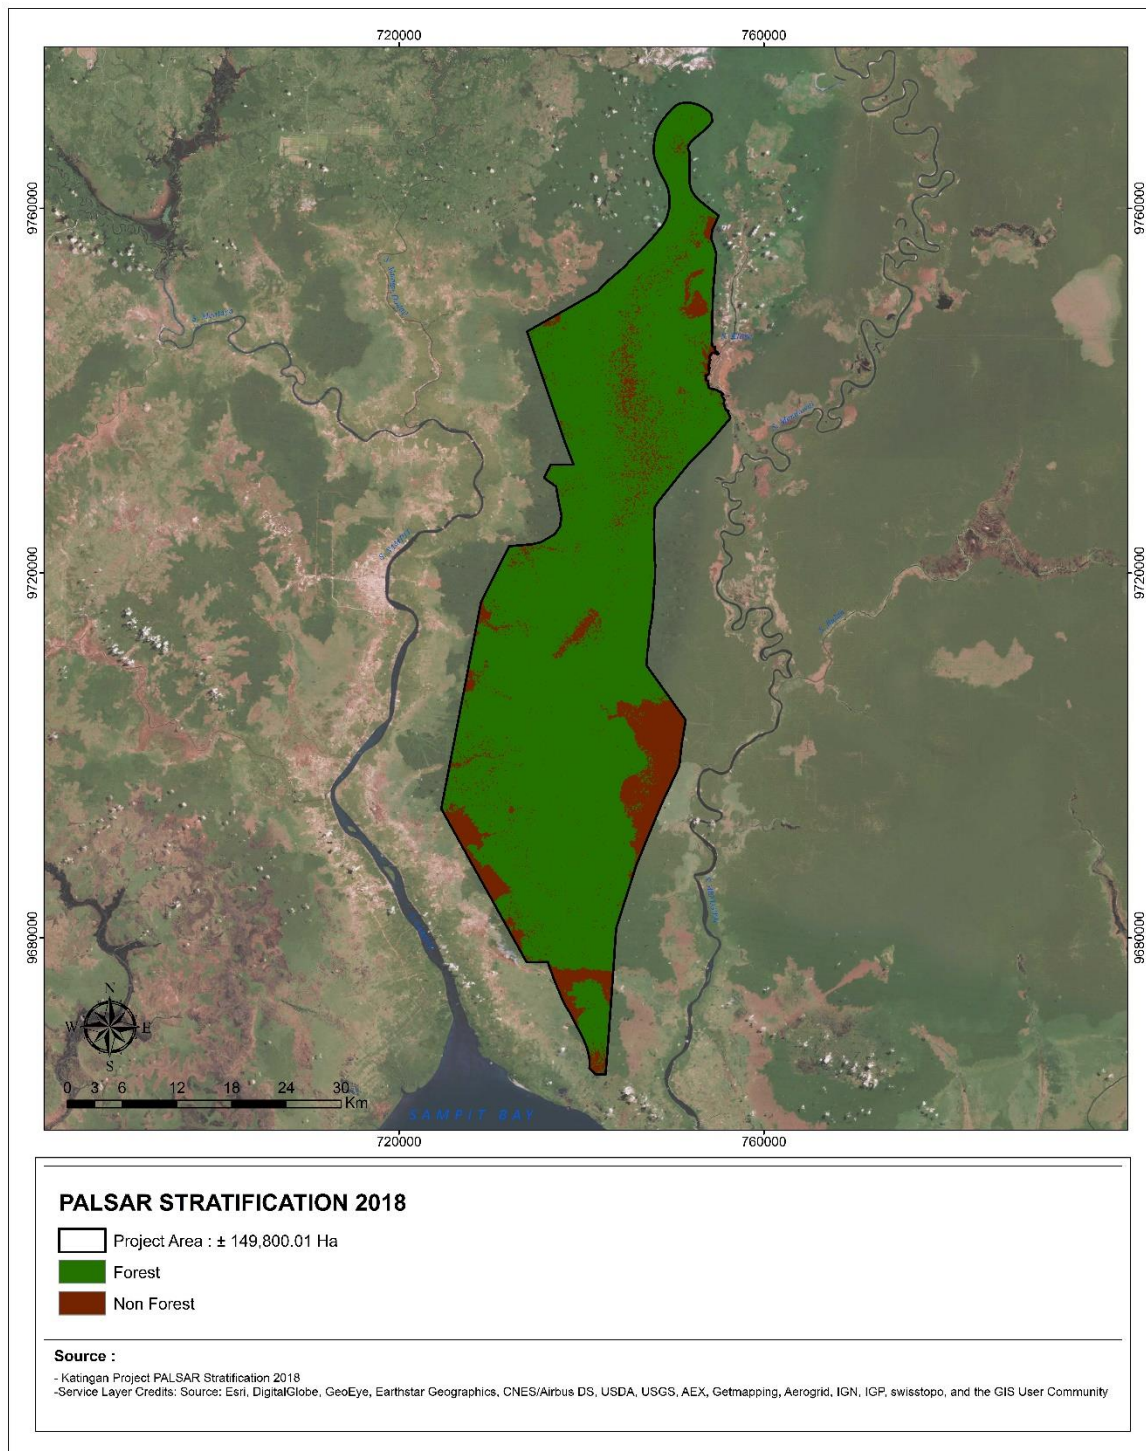 720000
760000
9760000
9760000
9720000
9720000
9680000
9680000
N
W
E
S
0 3 6 12 18 24 30
Km
SAMPIT BAY
720000
760000
PALSAR STRATIFICATION 2018
Project Area : ± 149,800.01 Ha
Forest
Non Forest
Source :
- Katingan Project PALSAR Stratification 2018
-Service Layer Credits: Source: Esri, DigitalGlobe, GeoEye, Earthstar Geographics, CNES/Airbus DS, USDA, USGS, AEX, Getmapping, Aerogrid, IGN, IGP, swisstopo, and the GIS User Community